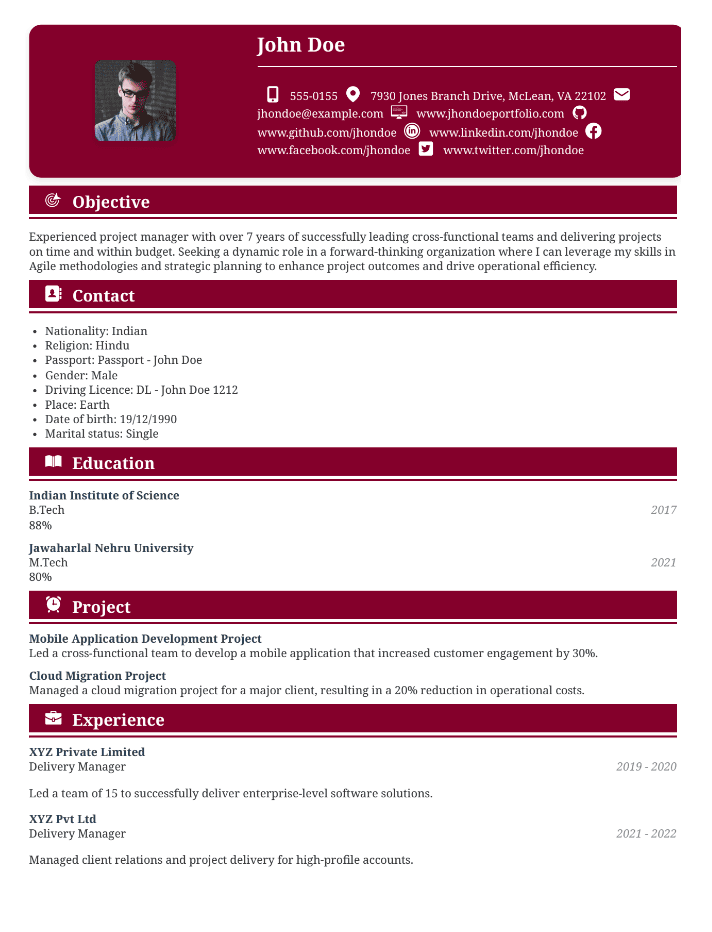 John Doe
555-0155 7930 Jones Branch Drive, McLean, VA 22102
jhondoe@example.com www.jhondoeportfolio.com
www.github.com/jhondoe www.linkedin.com/jhondoe
www.facebook.com/jhondoe www.twitter.com/jhondoe
Objective
Experienced project manager with over 7 years of successfully leading cross-functional teams and delivering projects
on time and within budget. Seeking a dynamic role in a forward-thinking organization where I can leverage my skills in
Agile methodologies and strategic planning to enhance project outcomes and drive operational efficiency.
Contact
• Nationality: Indian
• Religion: Hindu
• Passport: Passport - John Doe
• Gender: Male
• Driving Licence: DL - John Doe 1212
• Place: Earth
• Date of birth: 19/12/1990
• Marital status: Single
Education
Indian Institute of Science
B.Tech 2017
88%
Jawaharlal Nehru University
M.Tech 2021
80%
Project
Mobile Application Development Project
Led a cross-functional team to develop a mobile application that increased customer engagement by 30%.
Cloud Migration Project
Managed a cloud migration project for a major client, resulting in a 20% reduction in operational costs.
Experience
XYZ Private Limited
Delivery Manager 2019 - 2020
Led a team of 15 to successfully deliver enterprise-level software solutions.
XYZ Pvt Ltd
Delivery Manager 2021 - 2022
Managed client relations and project delivery for high-profile accounts.